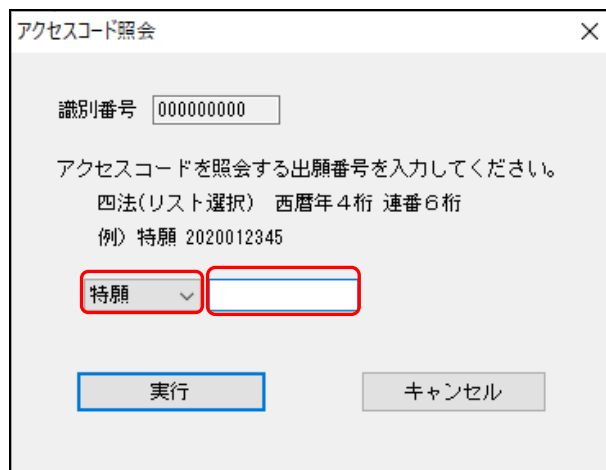 アクセスコード照会
識別番号 000000000
アクセスコードを照会する出願番号を入力してください。
四法(リスト選択) 西暦年4桁 連番6桁
例) 特願 2020012345
特願
実行 キャンセル